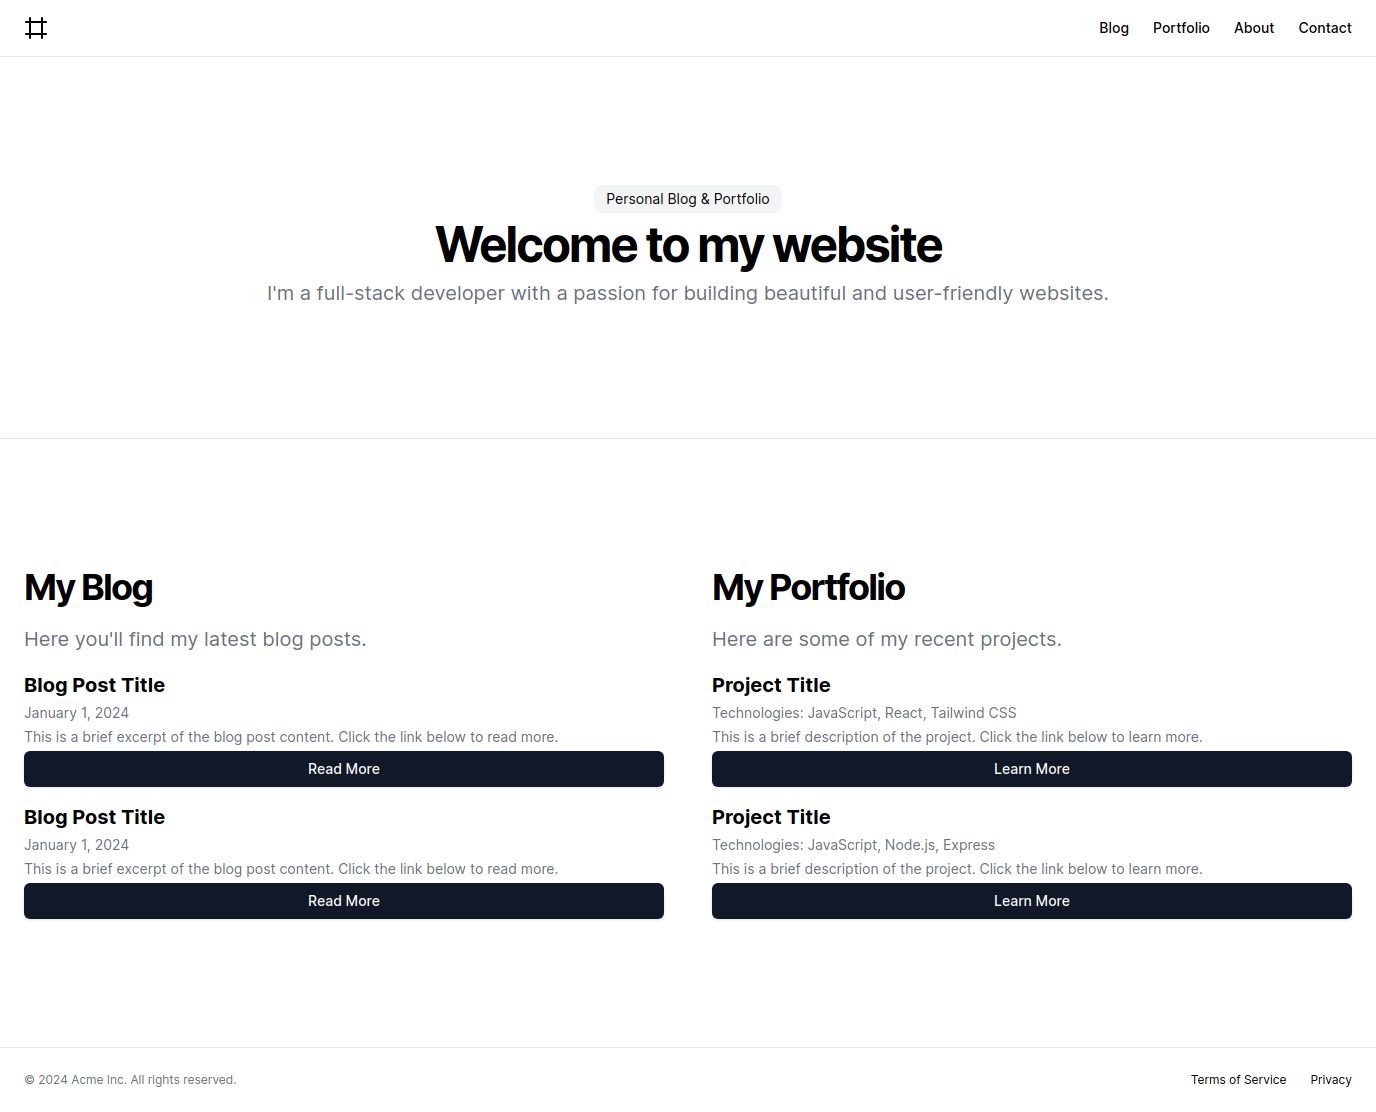 Blog Portfolio About Contact
Personal Blog & Portfolio
Welcome to my website
I'm a full-stack developer with a passion for building beautiful and user-friendly websites.
My Blog
Here you'll find my latest blog posts.
Blog Post Title
January 1, 2024
This is a brief excerpt of the blog post content. Click the link below to read more.
Read More
Blog Post Title
January 1, 2024
This is a brief excerpt of the blog post content. Click the link below to read more.
Read More
My Portfolio
Here are some of my recent projects.
Project Title
Technologies: JavaScript, React, Tailwind CSS
This is a brief description of the project. Click the link below to learn more.
Learn More
Project Title
Technologies: JavaScript, Node.js, Express
This is a brief description of the project. Click the link below to learn more.
Learn More
© 2024 Acme Inc. All rights reserved.
Terms of Service Privacy